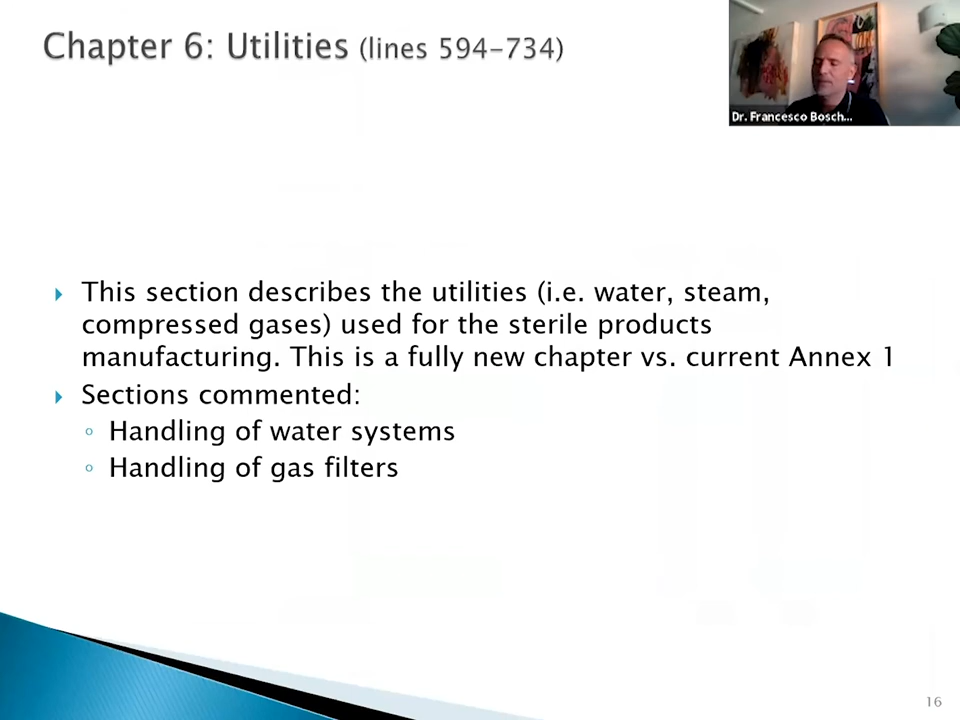 Chapter 6: Utilities (lines 594-734)
Dr. Francesco Bosch...
This section describes the utilities (i.e. water, steam,
compressed gases) used for the sterile products
manufacturing. This is a fully new chapter vs. current Annex 1
Sections commented:
Handling of water systems
Handling of gas filters
16